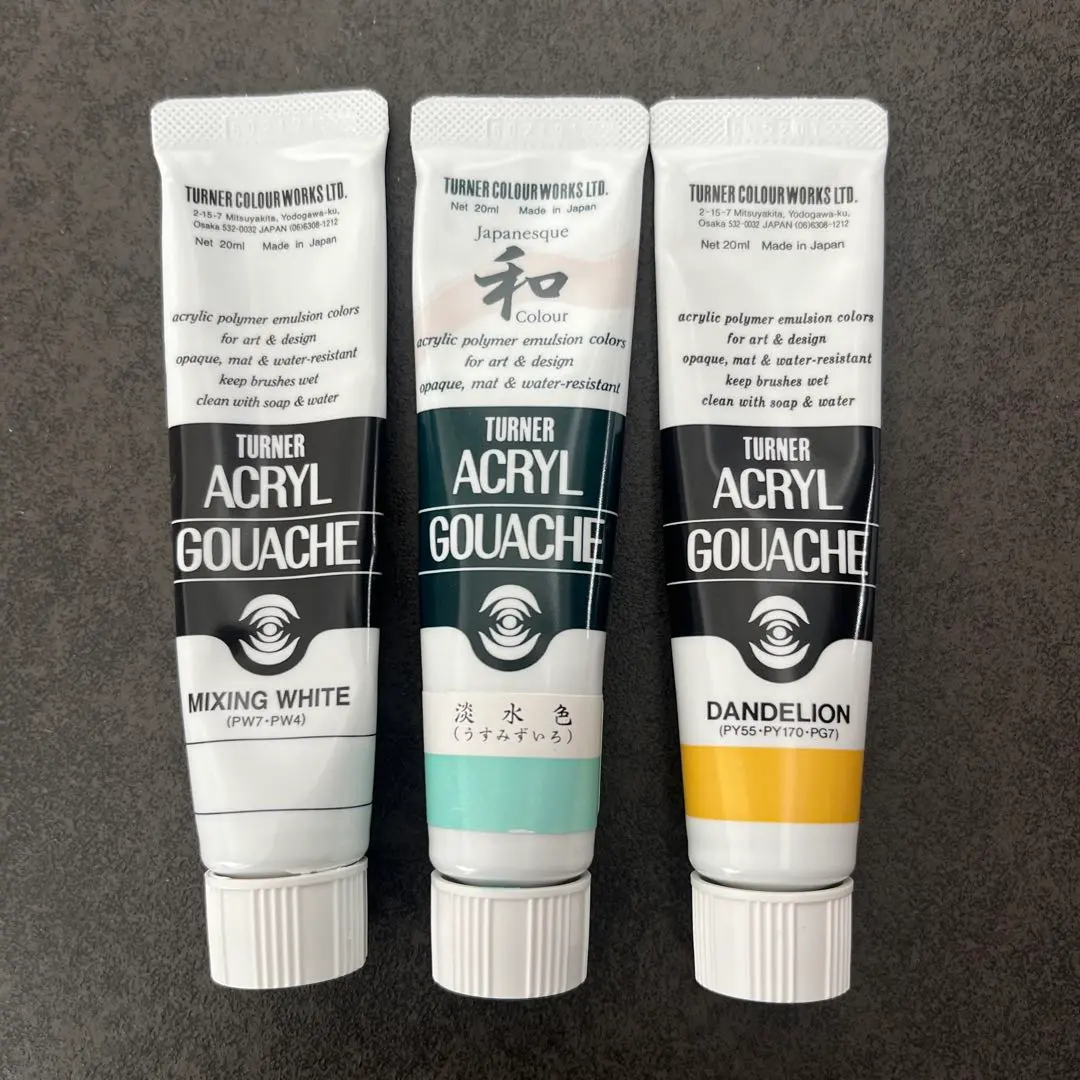 TURNER COLOUR WORKS LTD.
2-15-7 Mitsuyakita, Yodogawa-ku,
Osaka 532-0032 JAPAN (06)6308-1212
Net 20ml Made in Japan
acrylic polymer emulsion colors
for art & design
opaque, mat & water-resistant
keep brushes wet
clean with soap & water
TURNER
ACRYL
GOUACHE
MIXING WHITE
(PW7・PW4)
TURNER COLOUR WORKS LTD.
Net 20ml Made in Japan
Japanesque
和
Colour
acrylic polymer emulsion colors
for art & design
opaque, mat & water-resistant
TURNER
ACRYL
GOUACHE
淡水色
(うすみずいろ)
TURNER COLOUR WORKS LTD.
2-15-7 Mitsuyakita, Yodogawa-ku,
Osaka 532-0032 JAPAN (06)6308-1212
Net 20ml Made in Japan
acrylic polymer emulsion colors
for art & design
opaque, mat & water-resistant
keep brushes wet
clean with soap & water
TURNER
ACRYL
GOUACHE
DANDELION
(PY55・PY170・PG7)